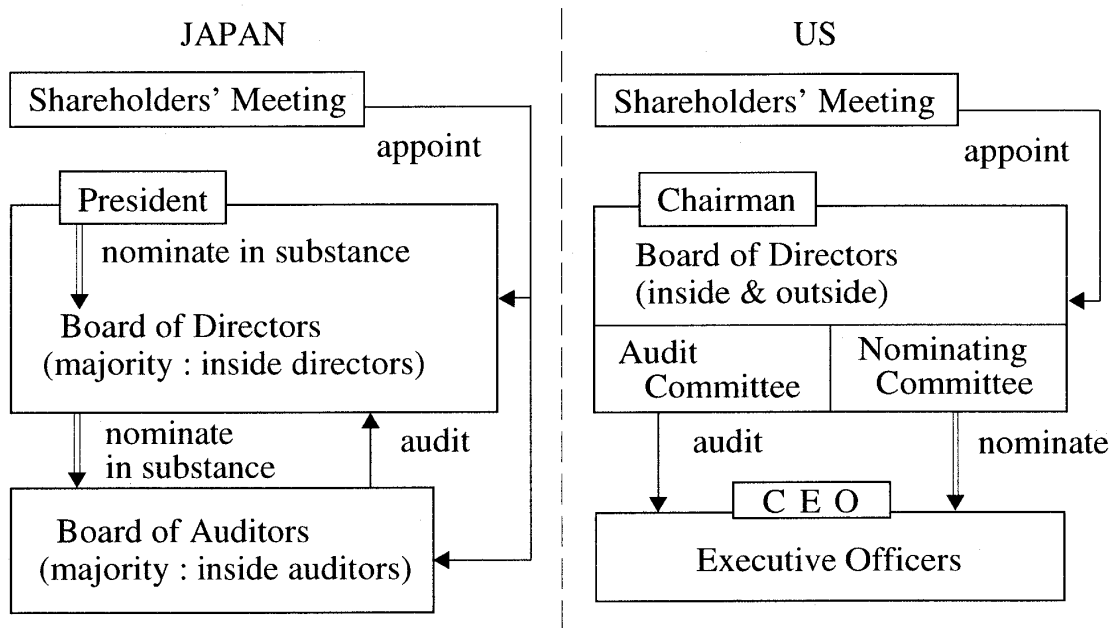 JAPAN
Shareholders' Meeting
appoint
President
nominate in substance
Board of Directors
(majority : inside directors)
nominate
in substance
audit
Board of Auditors
(majority : inside auditors)
US
Shareholders' Meeting
appoint
Chairman
Board of Directors
(inside & outside)
Audit
Committee
Nominating
Committee
audit
nominate
C E O
Executive Officers